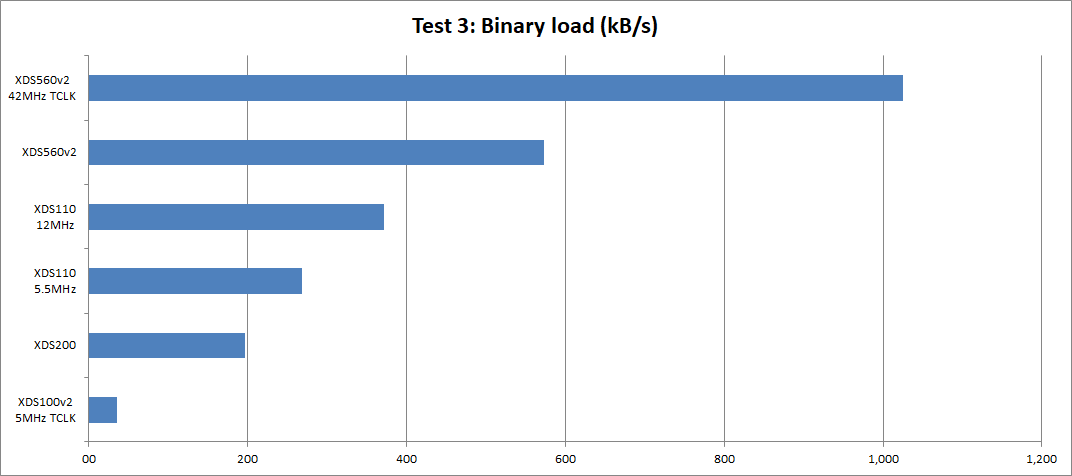 Test 3: Binary load (kB/s)
XDS560v2
42MHz TCLK
XDS560v2
XDS110
12MHz
XDS110
5.5MHz
XDS200
XDS100v2
5MHz TCLK
00 200 400 600 800 1,000 1,200